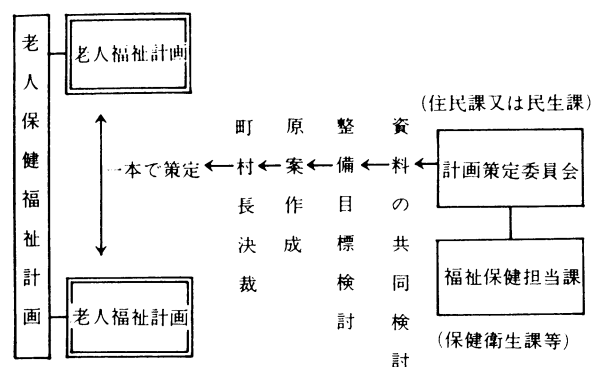 老人保健福祉計画
老人福祉計画
一本で策定
老人福祉計画
町村長決裁
原案作成
整備目標検討
資料の共同検討
(住民課又は民生課)
計画策定委員会
福祉保健担当課
(保健衛生課等)